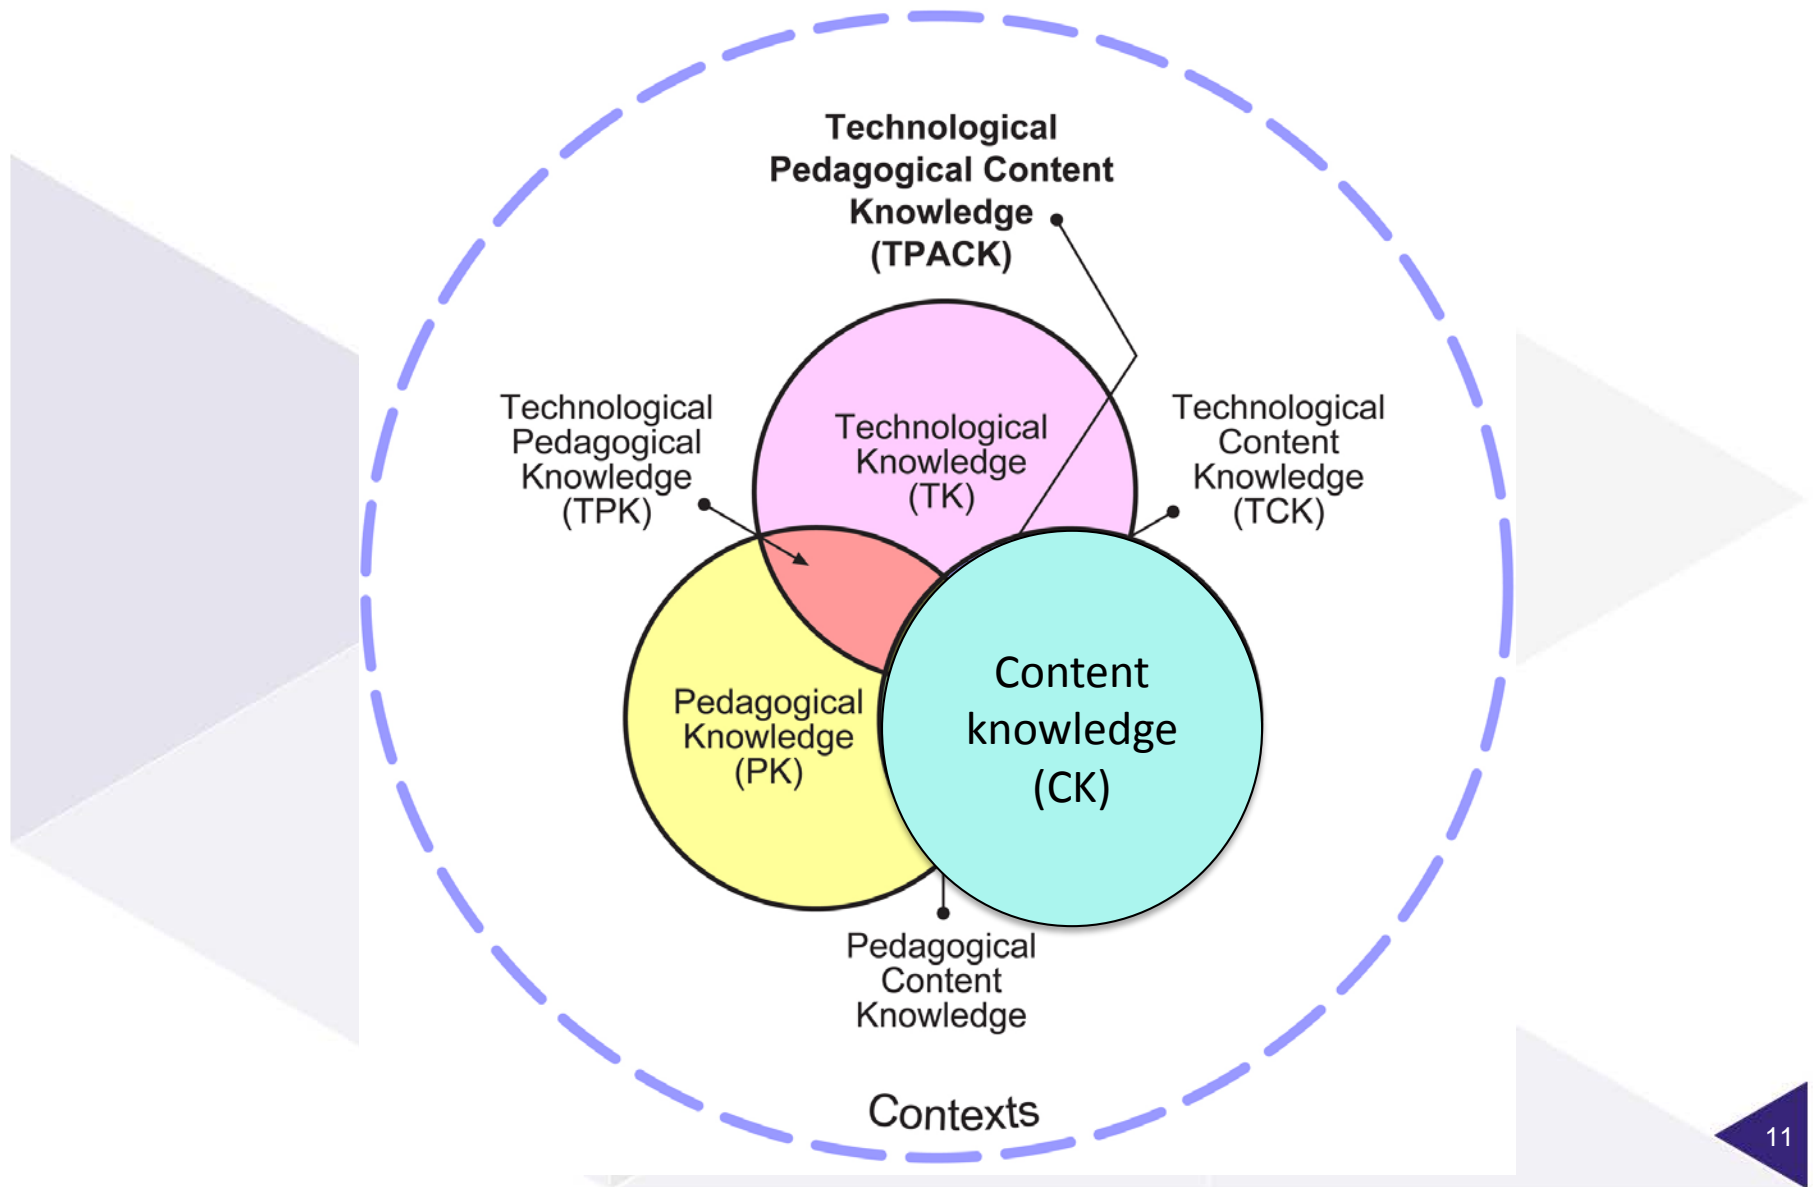 Technological
Pedagogical Content
Knowledge
(TPACK)
Technological
Pedagogical
Knowledge
(TPK)
Technological
Knowledge
(TK)
Technological
Content
Knowledge
(TCK)
Pedagogical
Knowledge
(PK)
Content
knowledge
(CK)
Pedagogical
Content
Knowledge
Contexts
11